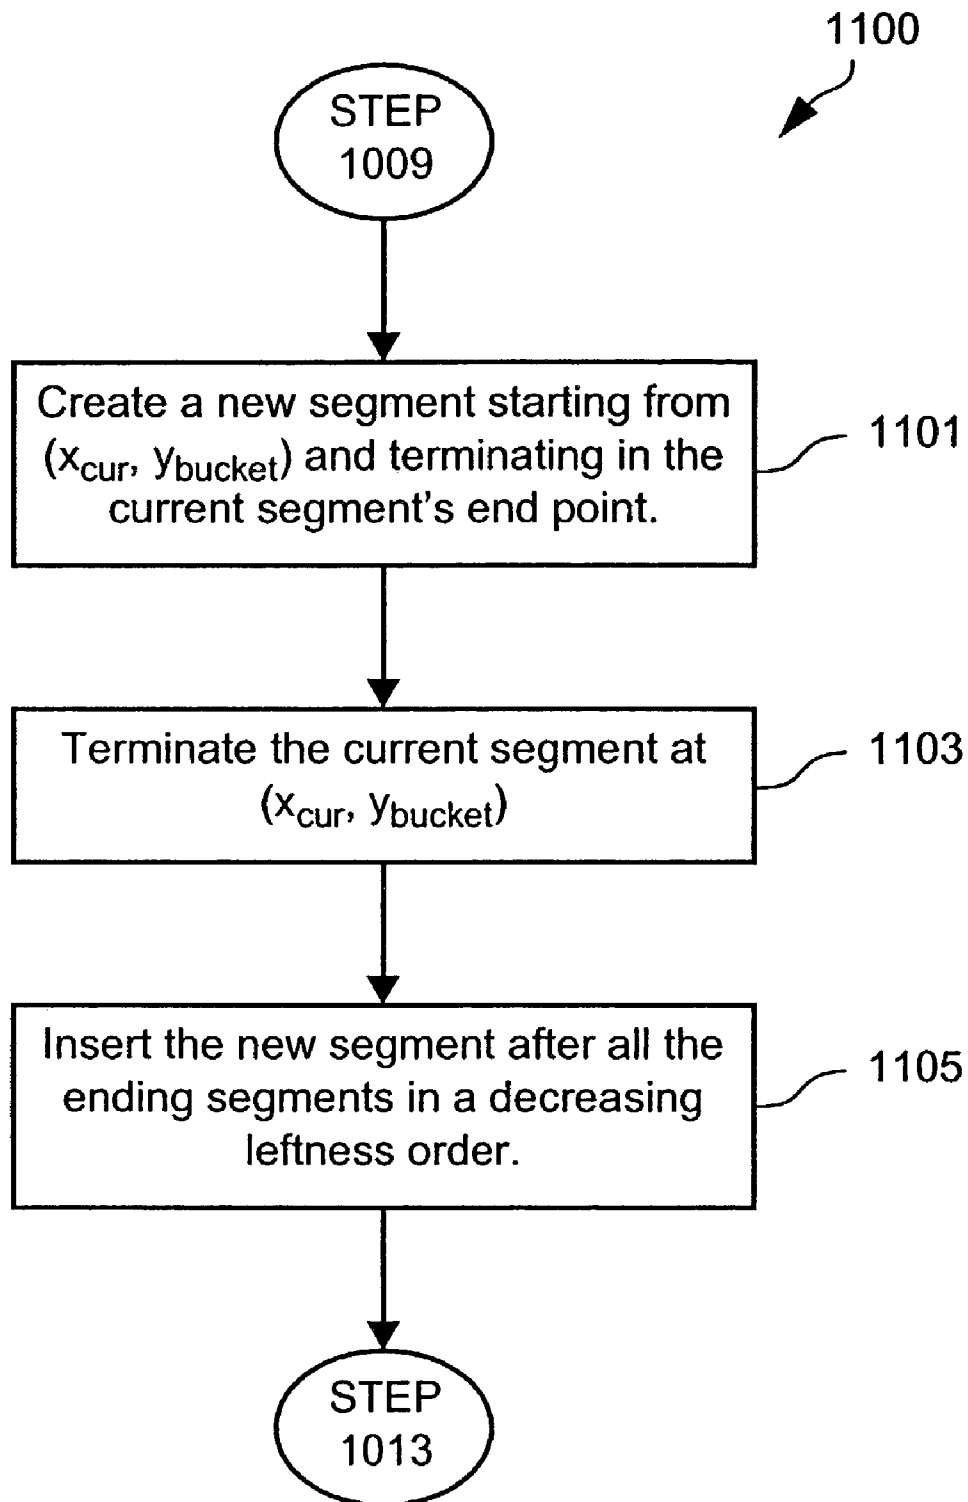 1100
STEP
1009
Create a new segment starting from
(xcur, ybucket) and terminating in the
current segment's end point.
1101
Terminate the current segment at
(xcur, ybucket)
1103
Insert the new segment after all the
ending segments in a decreasing
leftness order.
1105
STEP
1013